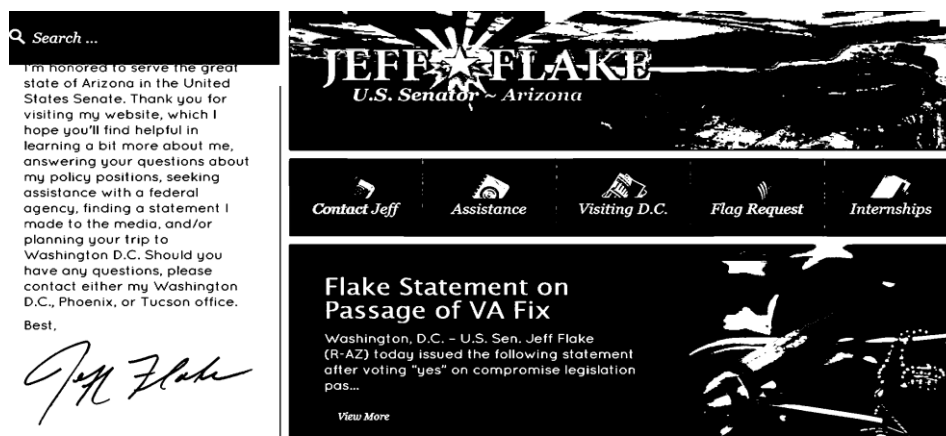 Search ...
I'm honored to serve the great
state of Arizona in the United
States Senate. Thank you for
visiting my website, which I
hope you'll find helpful in
learning a bit more about me,
answering your questions about
my policy positions, seeking
assistance with a federal
agency, finding a statement I
made to the media, and/or
planning your trip to
Washington D.C. Should you
have any questions, please
contact either my Washington
D.C., Phoenix, or Tucson office.
Best,
Jeff Flake
JEFF FLAKE
U.S. Senator ~ Arizona
Contact Jeff
Assistance
Visiting D.C.
Flag Request
Internships
Flake Statement on
Passage of VA Fix
Washington, D.C. – U.S. Sen. Jeff Flake
(R-AZ) today issued the following statement
after voting "yes" on compromise legislation
pas...
View More